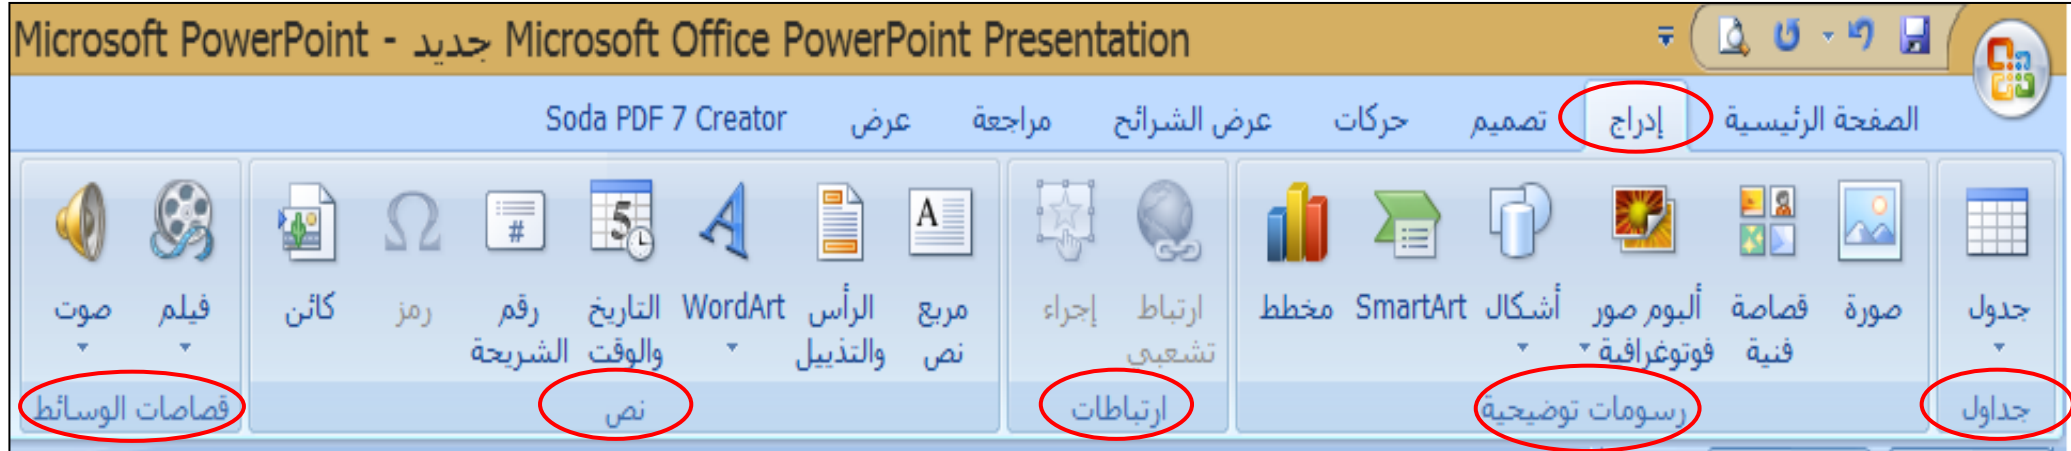 Microsoft PowerPoint - جديد Microsoft Office PowerPoint Presentation
الصفحة الرئيسية إدراج تصميم حركات عرض الشرائح مراجعة عرض Soda PDF 7 Creator
جدول
صورة
قصاصة
فنية
ألبوم صور
فوتوغرافية
أشكال
SmartArt
مخطط
ارتباط
تشعبي
إجراء
مربع
نص
الرأس
والتذييل
WordArt
التاريخ
والوقت
رقم
الشريحة
رمز
كائن
فيلم
صوت
جداول
رسومات توضيحية
ارتباطات
نص
قصاصات الوسائط